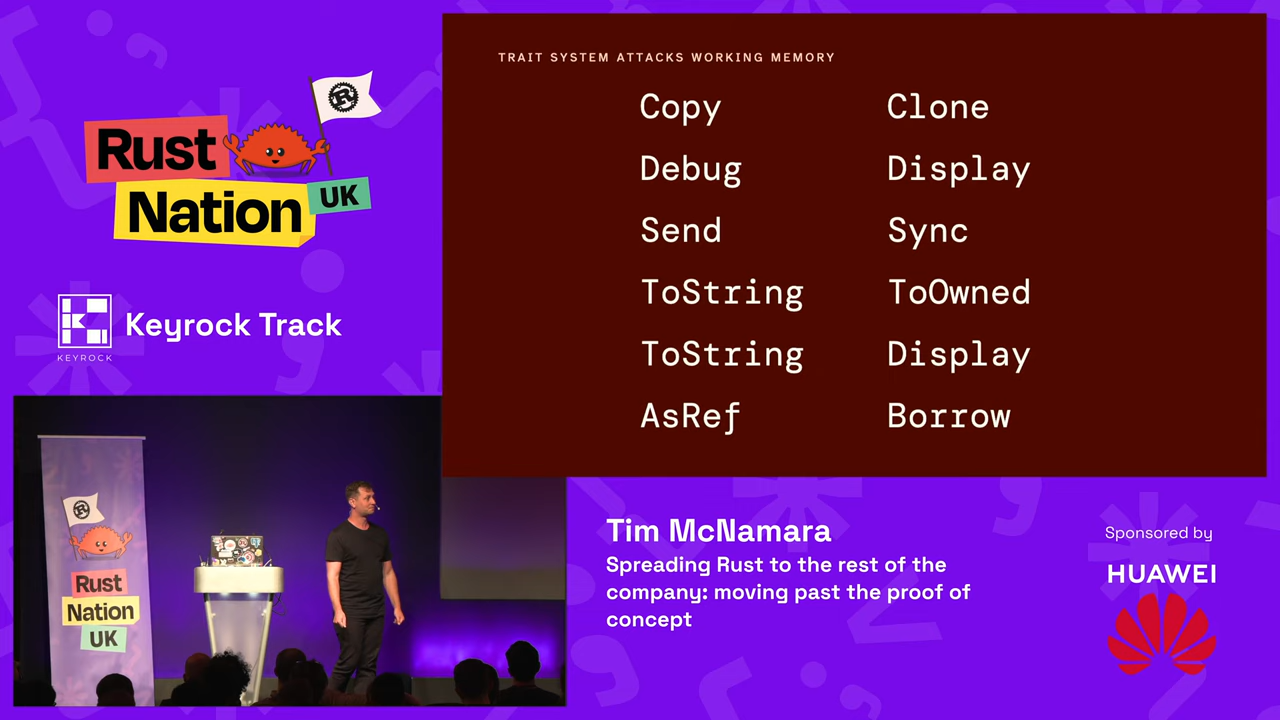 TRAIT SYSTEM ATTACKS WORKING MEMORY
Copy Clone
Debug Display
Send Sync
ToString ToOwned
ToString Display
AsRef Borrow
R
Rust
Nation
UK
Keyrock Track
KEYROCK
R
Rust
Nation
UK
Tim McNamara
Spreading Rust to the rest of the
company: moving past the proof of
concept
Sponsored by
HUAWEI